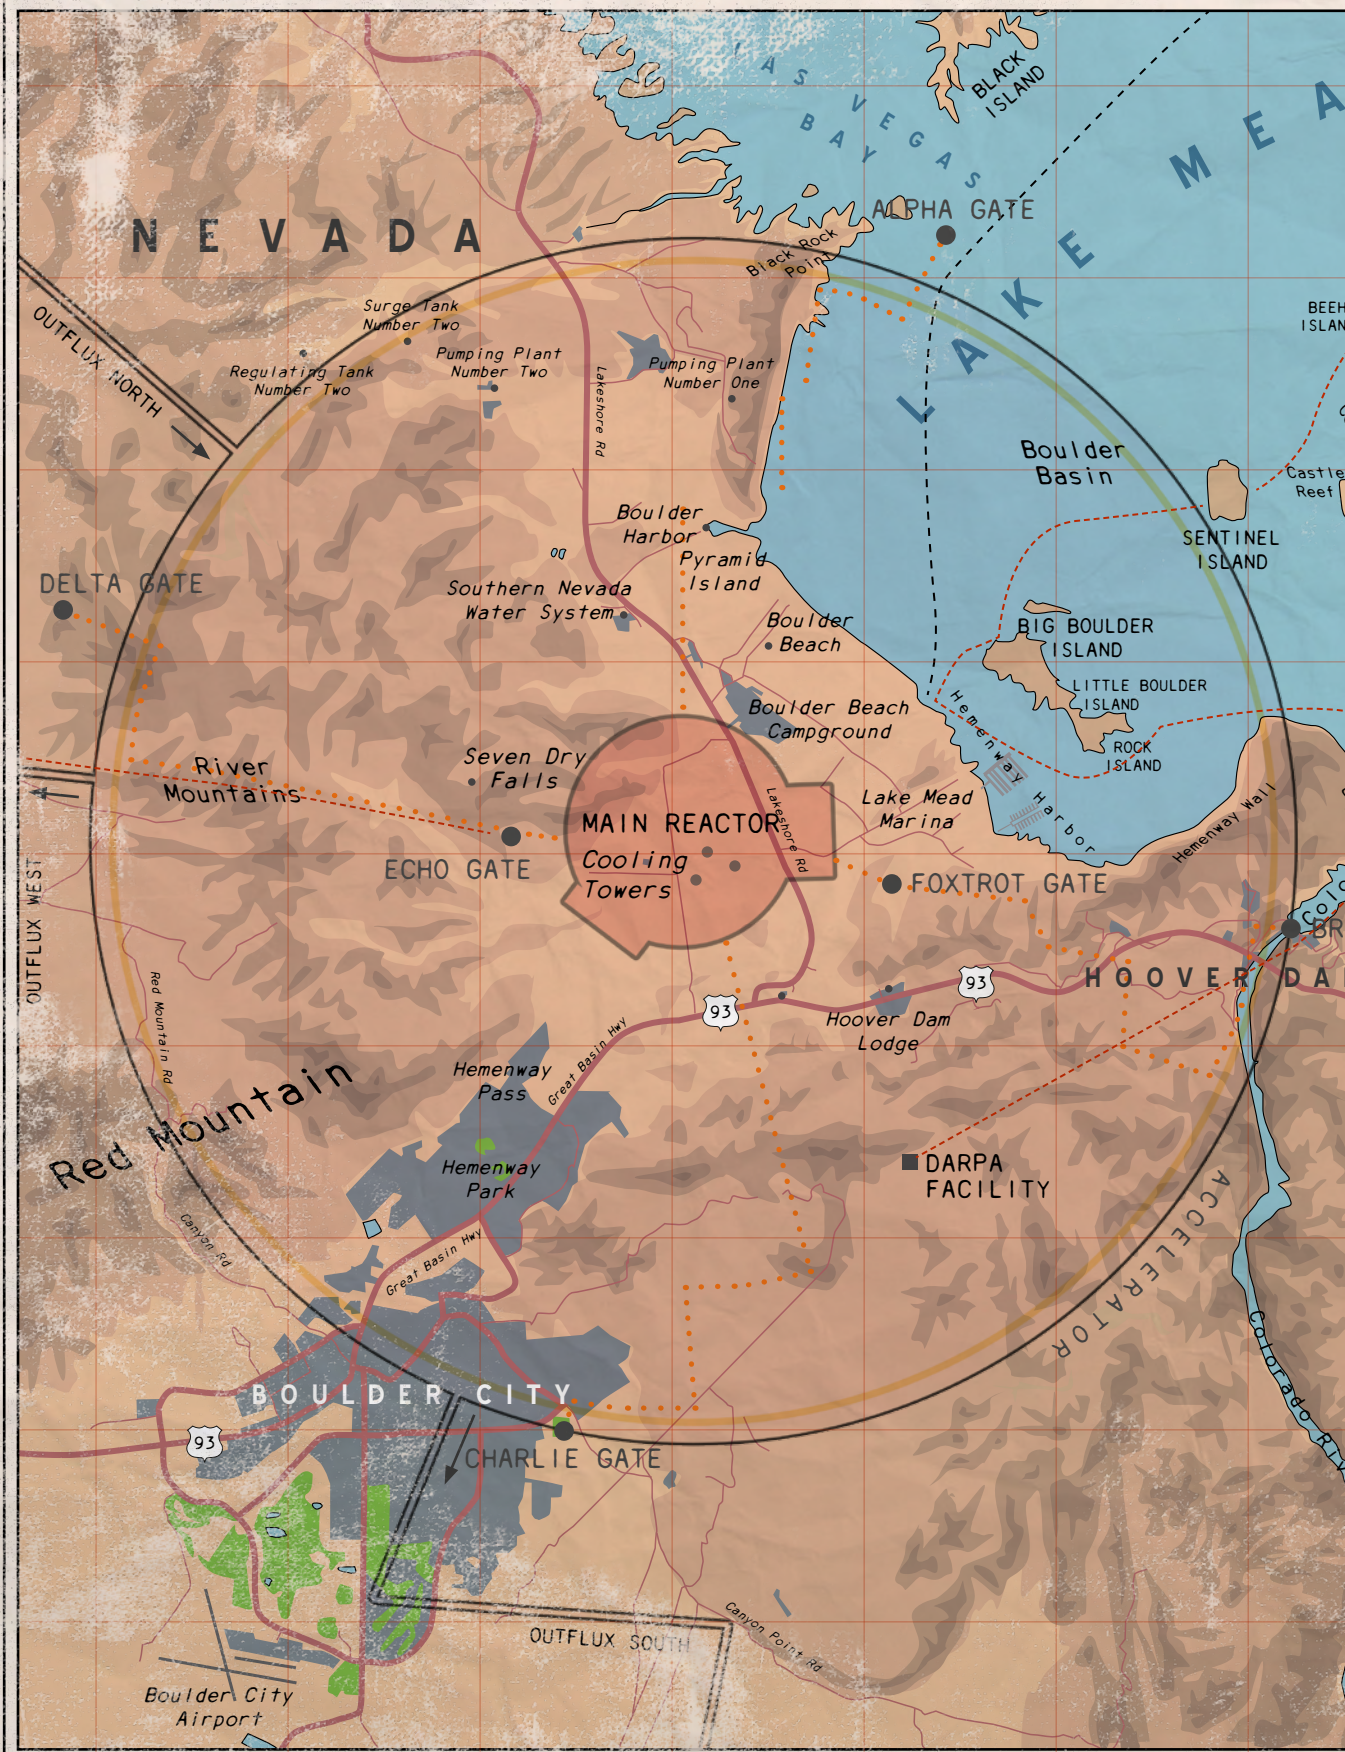 LAS VEGAS
BAY
BLACK
ISLAND
LAKE MEA
NEVADA
ALPHA GATE
Black Rock
Point
OUTFLUX NORTH
Surge Tank
Number Two
Regulating Tank
Number Two
Pumping Plant
Number Two
Pumping Plant
Number One
Lakeshore Rd
BEEH
ISLAN
Boulder
Basin
Castle
Reef
SENTINEL
ISLAND
Boulder
Harbor
Pyramid
Island
DELTA GATE
Southern Nevada
Water System
Boulder
Beach
BIG BOULDER
ISLAND
LITTLE BOULDER
ISLAND
ROCK
ISLAND
Hemenway
Harbor
Boulder Beach
Campground
Seven Dry
Falls
River
Mountains
MAIN REACTOR
Cooling
Towers
Lakeshore Rd
Lake Mead
Marina
Hemenway Wall
ECHO GATE
FOXTROT GATE
OUTFLUX WEST
Colo
BR
HOOVER DA
93
93
Hoover Dam
Lodge
Red Mountain Rd
Great Basin Hwy
Hemenway
Pass
Red Mountain
Hemenway
Park
DARPA
FACILITY
ACCELERATOR
Canyon Rd
Great Basin Hwy
Colorado Riv
BOULDER CITY
93
CHARLIE GATE
OUTFLUX SOUTH
Canyon Point Rd
Boulder City
Airport